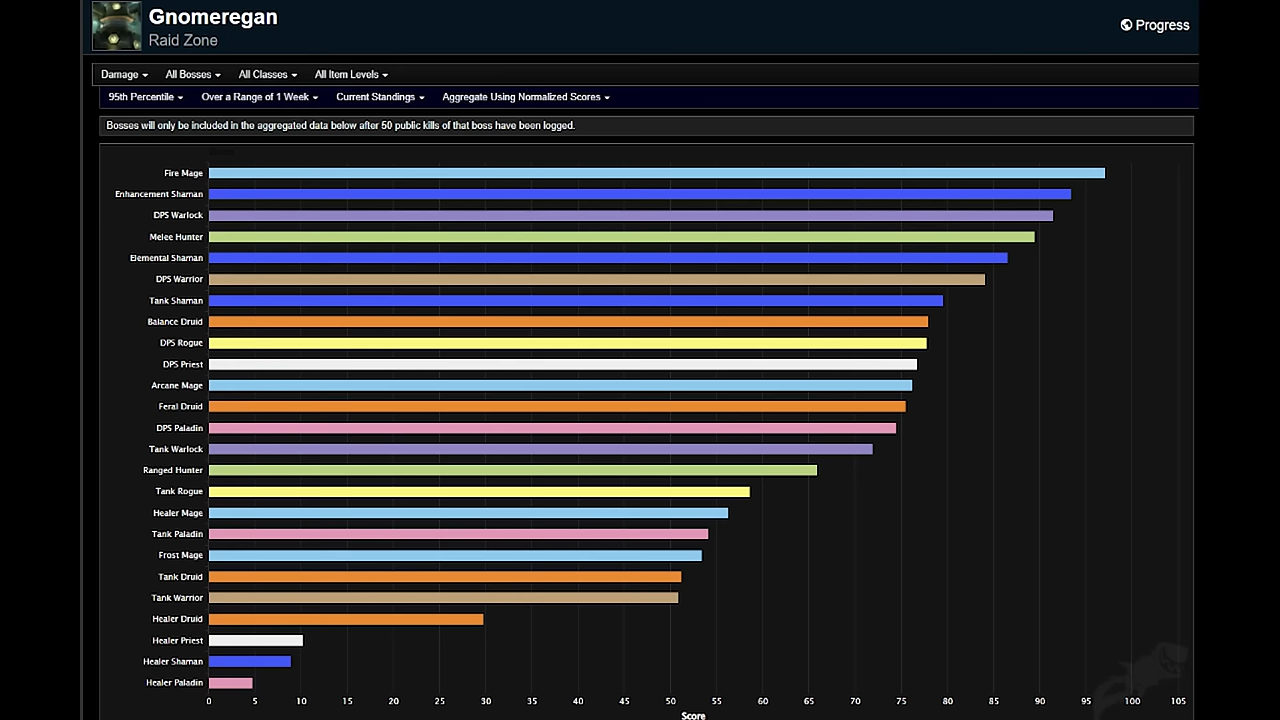 Gnomeregan
Raid Zone
Progress
Damage All Bosses All Classes All Item Levels
95th Percentile Over a Range of 1 Week Current Standings Aggregate Using Normalized Scores
Bosses will only be included in the aggregated data below after 50 public kills of that boss have been logged.
Fire Mage
Enhancement Shaman
DPS Warlock
Melee Hunter
Elemental Shaman
DPS Warrior
Tank Shaman
Balance Druid
DPS Rogue
DPS Priest
Arcane Mage
Feral Druid
DPS Paladin
Tank Warlock
Ranged Hunter
Tank Rogue
Healer Mage
Tank Paladin
Frost Mage
Tank Druid
Tank Warrior
Healer Druid
Healer Priest
Healer Shaman
Healer Paladin
0 5 10 15 20 25 30 35 40 45 50 55 60 65 70 75 80 85 90 95 100 105
Score